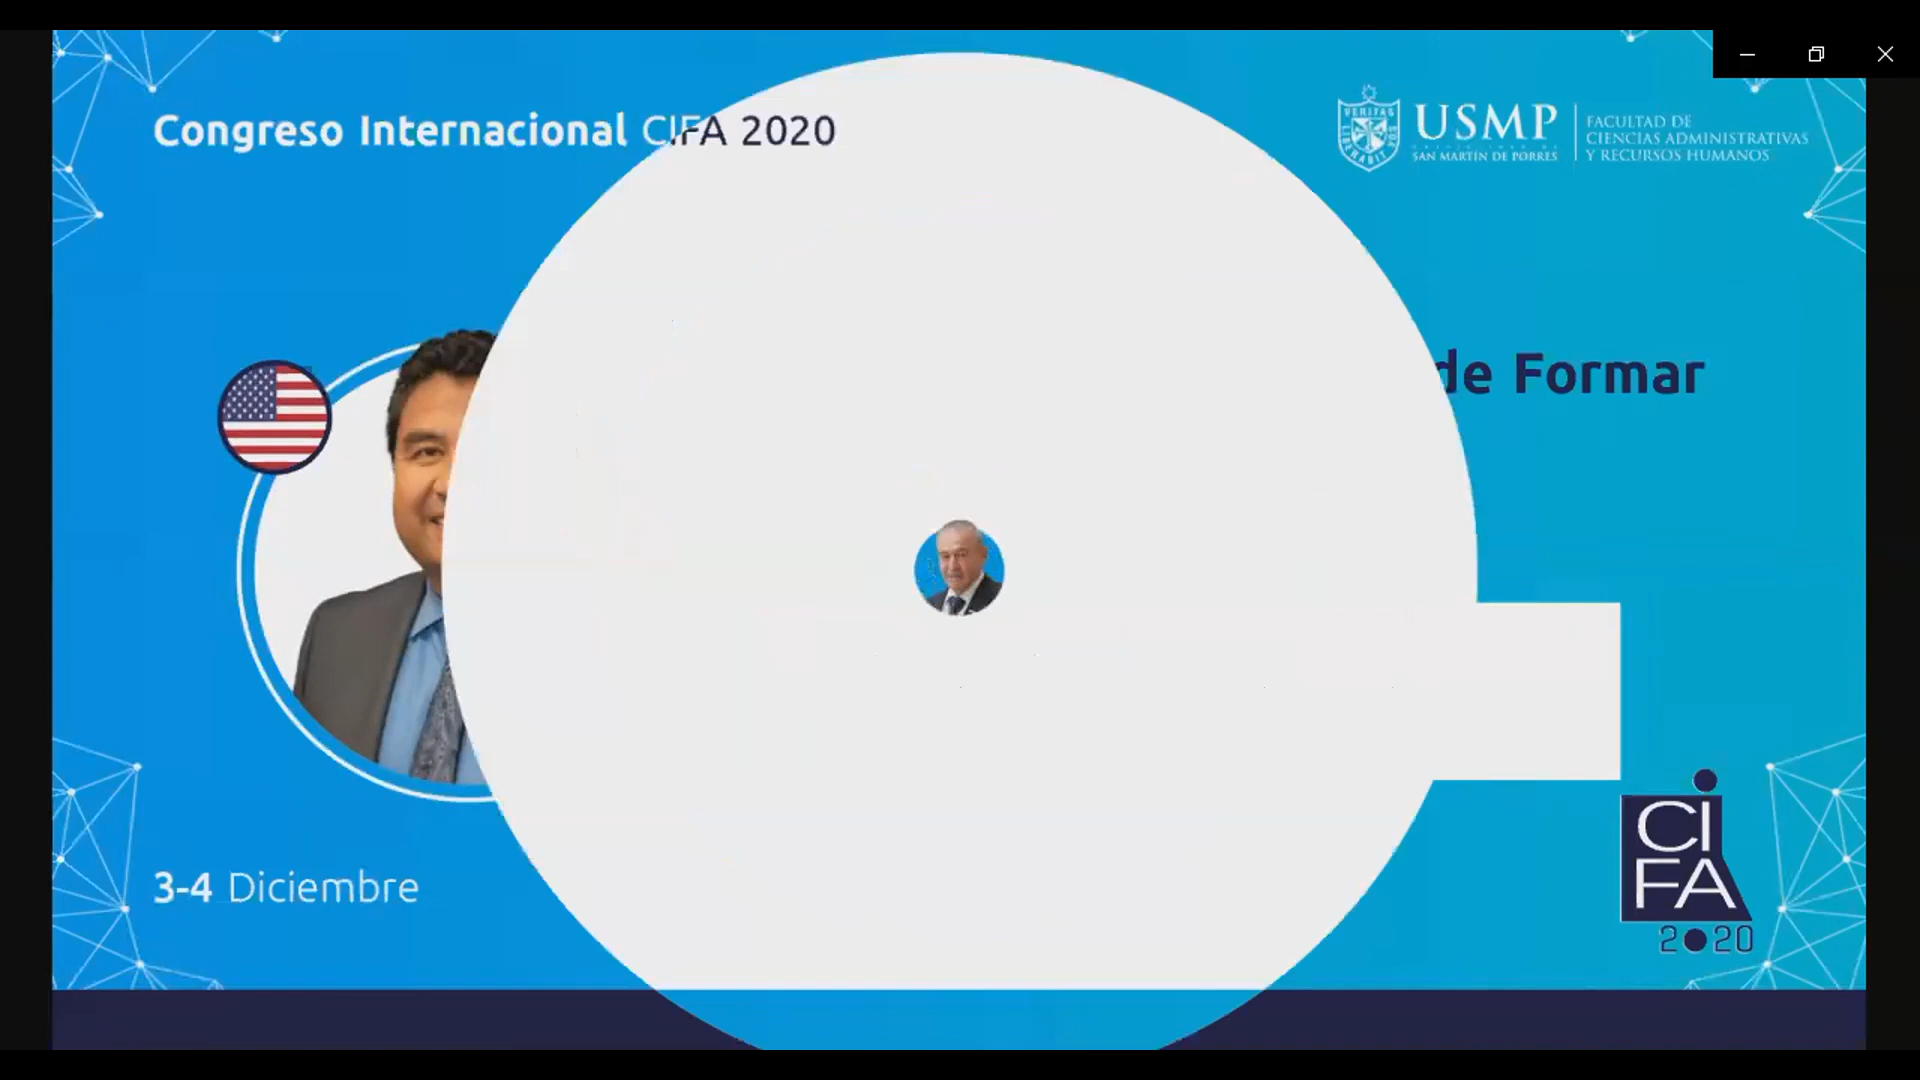 Congreso Internacional CIFA 2020
VERITAS
USMP
SAN MARTIN DE PORRES
FACULTAD DE
CIENCIAS ADMINISTRATIVAS
Y RECURSOS HUMANOS
de Formar
3-4 Diciembre
CI
FA
2020